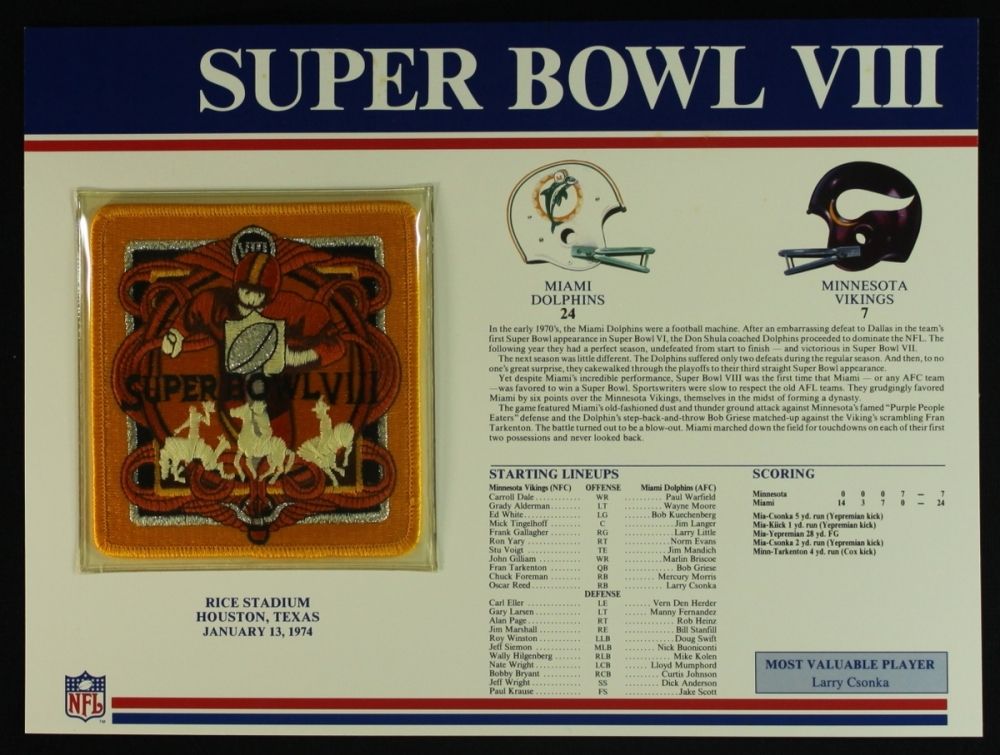 SUPER BOWL VIII
SUPER BOWL VIII
RICE STADIUM
HOUSTON, TEXAS
JANUARY 13, 1974
MIAMI
DOLPHINS
24
MINNESOTA
VIKINGS
7
In the early 1970's, the Miami Dolphins were a football machine. After an embarrassing defeat to Dallas in the team's
first Super Bowl appearance in Super Bowl VI, the Don Shula coached Dolphins proceeded to dominate the NFL. The
following year they had a perfect season, undefeated from start to finish — and victorious in Super Bowl VII.
The next season was little different. The Dolphins suffered only two defeats during the regular season. And then, to no
one's great surprise, they cakewalked through the playoffs to their third straight Super Bowl appearance.
Yet despite Miami's incredible performance, Super Bowl VIII was the first time that Miami — or any AFC team
—was favored to win a Super Bowl. Sportswriters were slow to respect the old AFL teams. They grudgingly favored
Miami by six points over the Minnesota Vikings, themselves in the midst of forming a dynasty.
The game featured Miami's old-fashioned dust and thunder ground attack against Minnesota's famed "Purple People
Eaters" defense and the Dolphin's step-back-and-throw Bob Griese matched-up against the Viking's scrambling Fran
Tarkenton. The battle turned out to be a blow-out. Miami marched down the field for touchdowns on each of their first
two possessions and never looked back.
STARTING LINEUPS
Minnesota Vikings (NFC) OFFENSE Miami Dolphins (AFC)
Carroll Dale WR Paul Warfield
Grady Alderman LT Wayne Moore
Ed White LG Bob Kuechenberg
Mick Tingelhoff C Jim Langer
Frank Gallagher RG Larry Little
Ron Yary RT Norm Evans
Stu Voigt TE Jim Mandich
John Gilliam WR Marlin Briscoe
Fran Tarkenton QB Bob Griese
Chuck Foreman RB Mercury Morris
Oscar Reed RB Larry Csonka
DEFENSE
Carl Eller LE Vern Den Herder
Gary Larsen LT Manny Fernandez
Alan Page RT Rob Heinz
Jim Marshall RE Bill Stanfill
Roy Winston LLB Doug Swift
Jeff Siemon MLB Nick Buoniconti
Wally Hilgenberg RLB Mike Kolen
Nate Wright LCB Lloyd Mumphord
Bobby Bryant RCB Curtis Johnson
Jeff Wright SS Dick Anderson
Paul Krause FS Jake Scott
SCORING
Minnesota 0 0 0 7 — 7
Miami 14 3 7 0 — 24
Mia-Csonka 5 yd. run (Yepremian kick)
Mia-Kiick 1 yd. run (Yepremian kick)
Mia-Yepremian 28 yd. FG
Mia-Csonka 2 yd. run (Yepremian kick)
Minn-Tarkenton 4 yd. run (Cox kick)
MOST VALUABLE PLAYER
Larry Csonka
NFL
TM